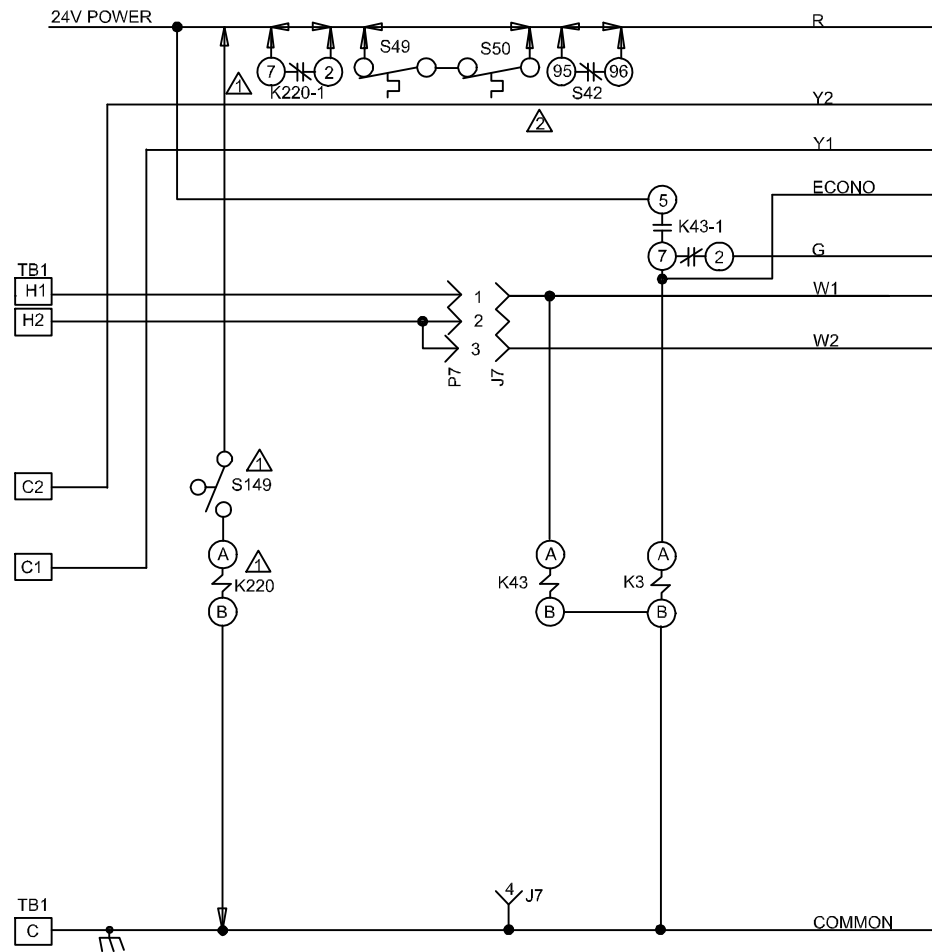 24V POWER
R
S49
S50
7
2
95
96
1
K220-1
S42
Y2
2
Y1
ECONO
5
K43-1
7
2
G
TB1
H1
1
W1
H2
2
3
W2
P7
J7
C2
1
S149
C1
A
1
A
A
K220
K43
K3
B
B
B
TB1
4
J7
C
COMMON